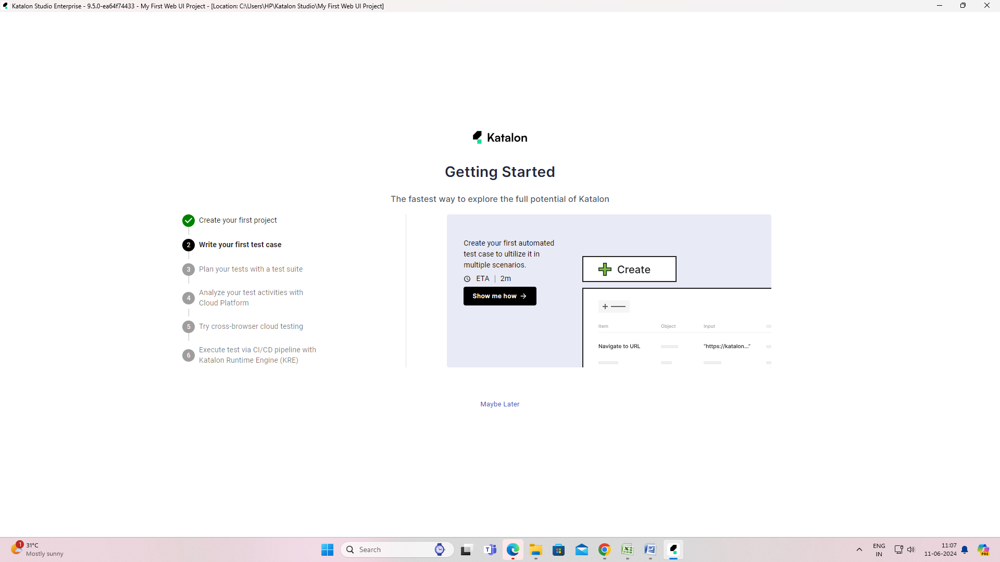 Katalon Studio Enterprise - 9.5.0-ea64f74433 - My First Web UI Project - [Location: C:\Users\HP\Katalon Studio\My First Web UI Project]
Katalon
Getting Started
The fastest way to explore the full potential of Katalon
Create your first project
2 Write your first test case
3 Plan your tests with a test suite
4 Analyze your test activities with
Cloud Platform
5 Try cross-browser cloud testing
6 Execute test via CI/CD pipeline with
Katalon Runtime Engine (KRE)
Create your first automated
test case to ultilize it in
multiple scenarios.
ETA | 2m
Show me how →
Create
Item Object Input
Navigate to URL "https://katalon..."
Maybe Later
1
31°C
Mostly sunny
Search
ENG
IN
11:07
11-06-2024
PRE